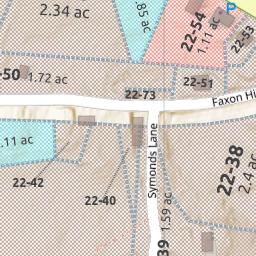 2.34 ac
.85 ac
22-54
1.11 ac
P
22-53
-50
1.72 ac
22-51
22-73
Faxon Hi
.11 ac
Symonds Lane
22-42
22-40
22-38
2.4 a
1.59 ac
39